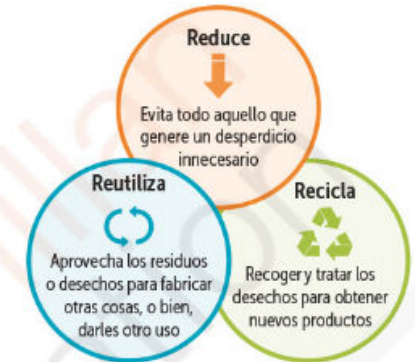 Reduce
Evita todo aquello que
genere un desperdicio
innecesario
Reutiliza
Aprovecha los residuos
o desechos para fabricar
otras cosas, o bien,
darles otro uso
Recicla
Recoger y tratar los
desechos para obtener
nuevos productos